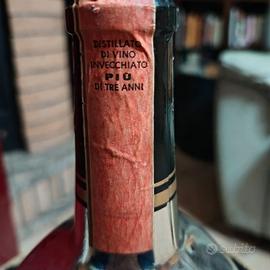 DISTILLATO
DI VINO
INVECCHIATO
PIÙ
DI TRE ANNI
subito